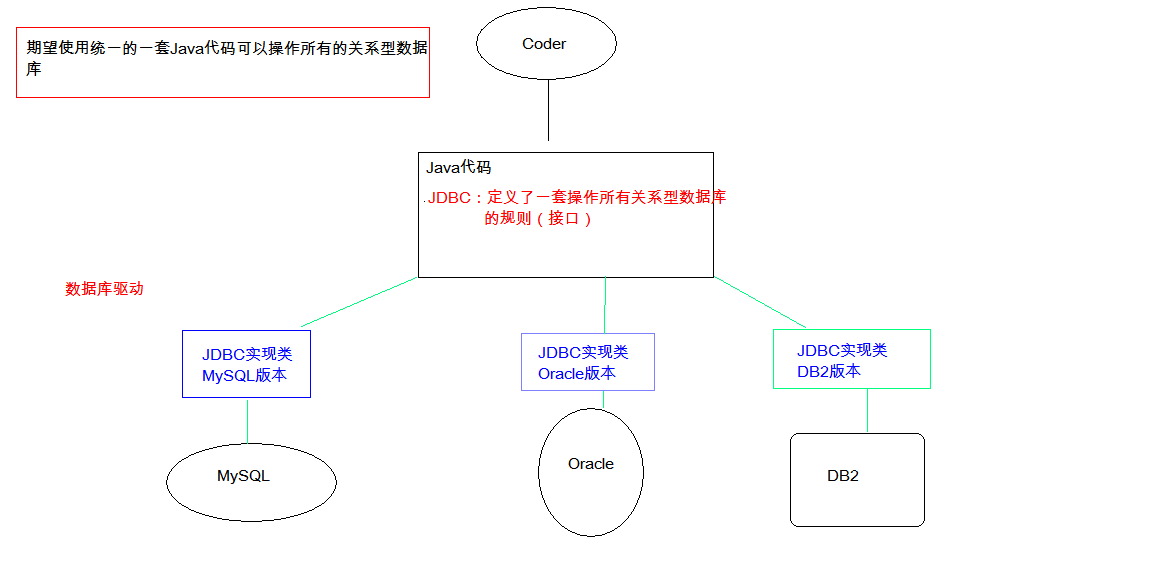 期望使用统一的一套Java代码可以操作所有的关系型数据
库
Coder
Java代码
JDBC：定义了一套操作所有关系型数据库
的规则（接口）
数据库驱动
JDBC实现类
MySQL版本
JDBC实现类
Oracle版本
JDBC实现类
DB2版本
MySQL
Oracle
DB2